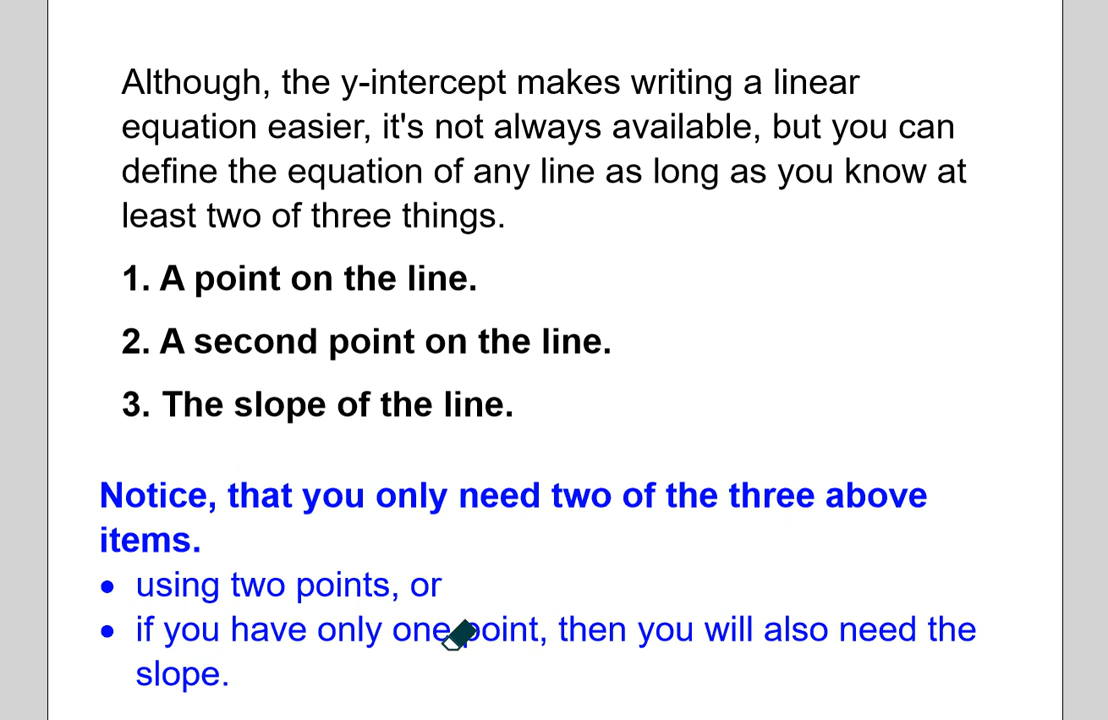 Although, the y-intercept makes writing a linear
equation easier, it's not always available, but you can
define the equation of any line as long as you know at
least two of three things.
1. A point on the line.
2. A second point on the line.
3. The slope of the line.
Notice, that you only need two of the three above
items.
• using two points, or
• if you have only one point, then you will also need the
slope.